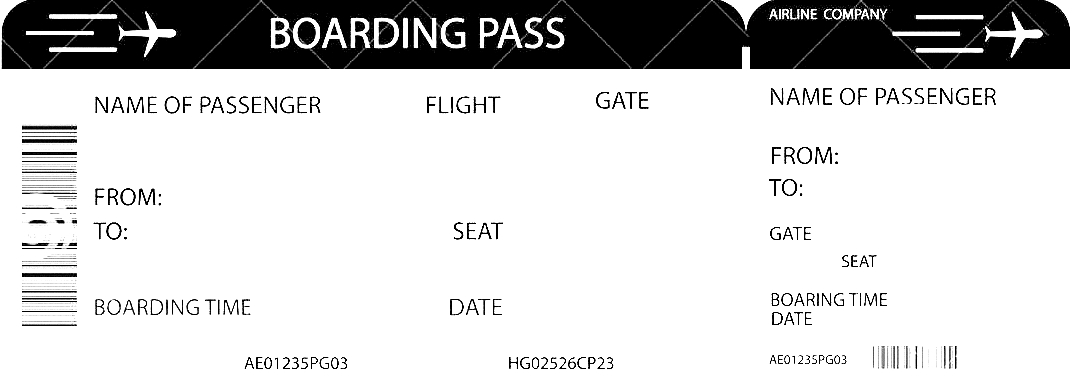 BOARDING PASS
NAME OF PASSENGER FLIGHT GATE
FROM:
TO: SEAT
BOARDING TIME DATE
AE01235PG03 HG02526CP23
AIRLINE COMPANY
NAME OF PASSENGER
FROM:
TO:
GATE
SEAT
BOARING TIME
DATE
AE01235PG03